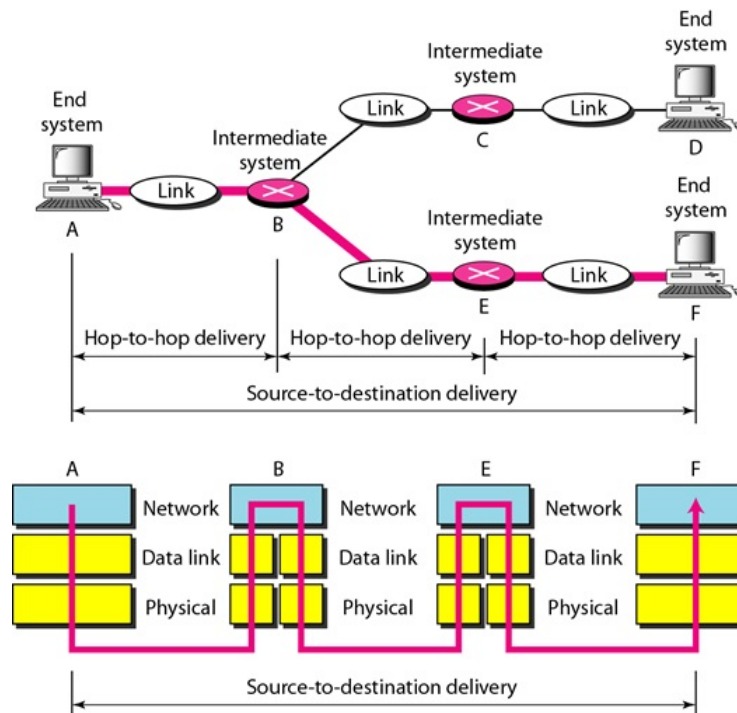 End
system
Intermediate
system
Link
Link
C
D
End
system
A
Link
Intermediate
system
B
End
system
Intermediate
system
Link
E
Link
F
Hop-to-hop delivery
Hop-to-hop delivery
Hop-to-hop delivery
Source-to-destination delivery
A
B
E
F
Network
Network
Network
Data link
Data link
Data link
Physical
Physical
Physical
Source-to-destination delivery